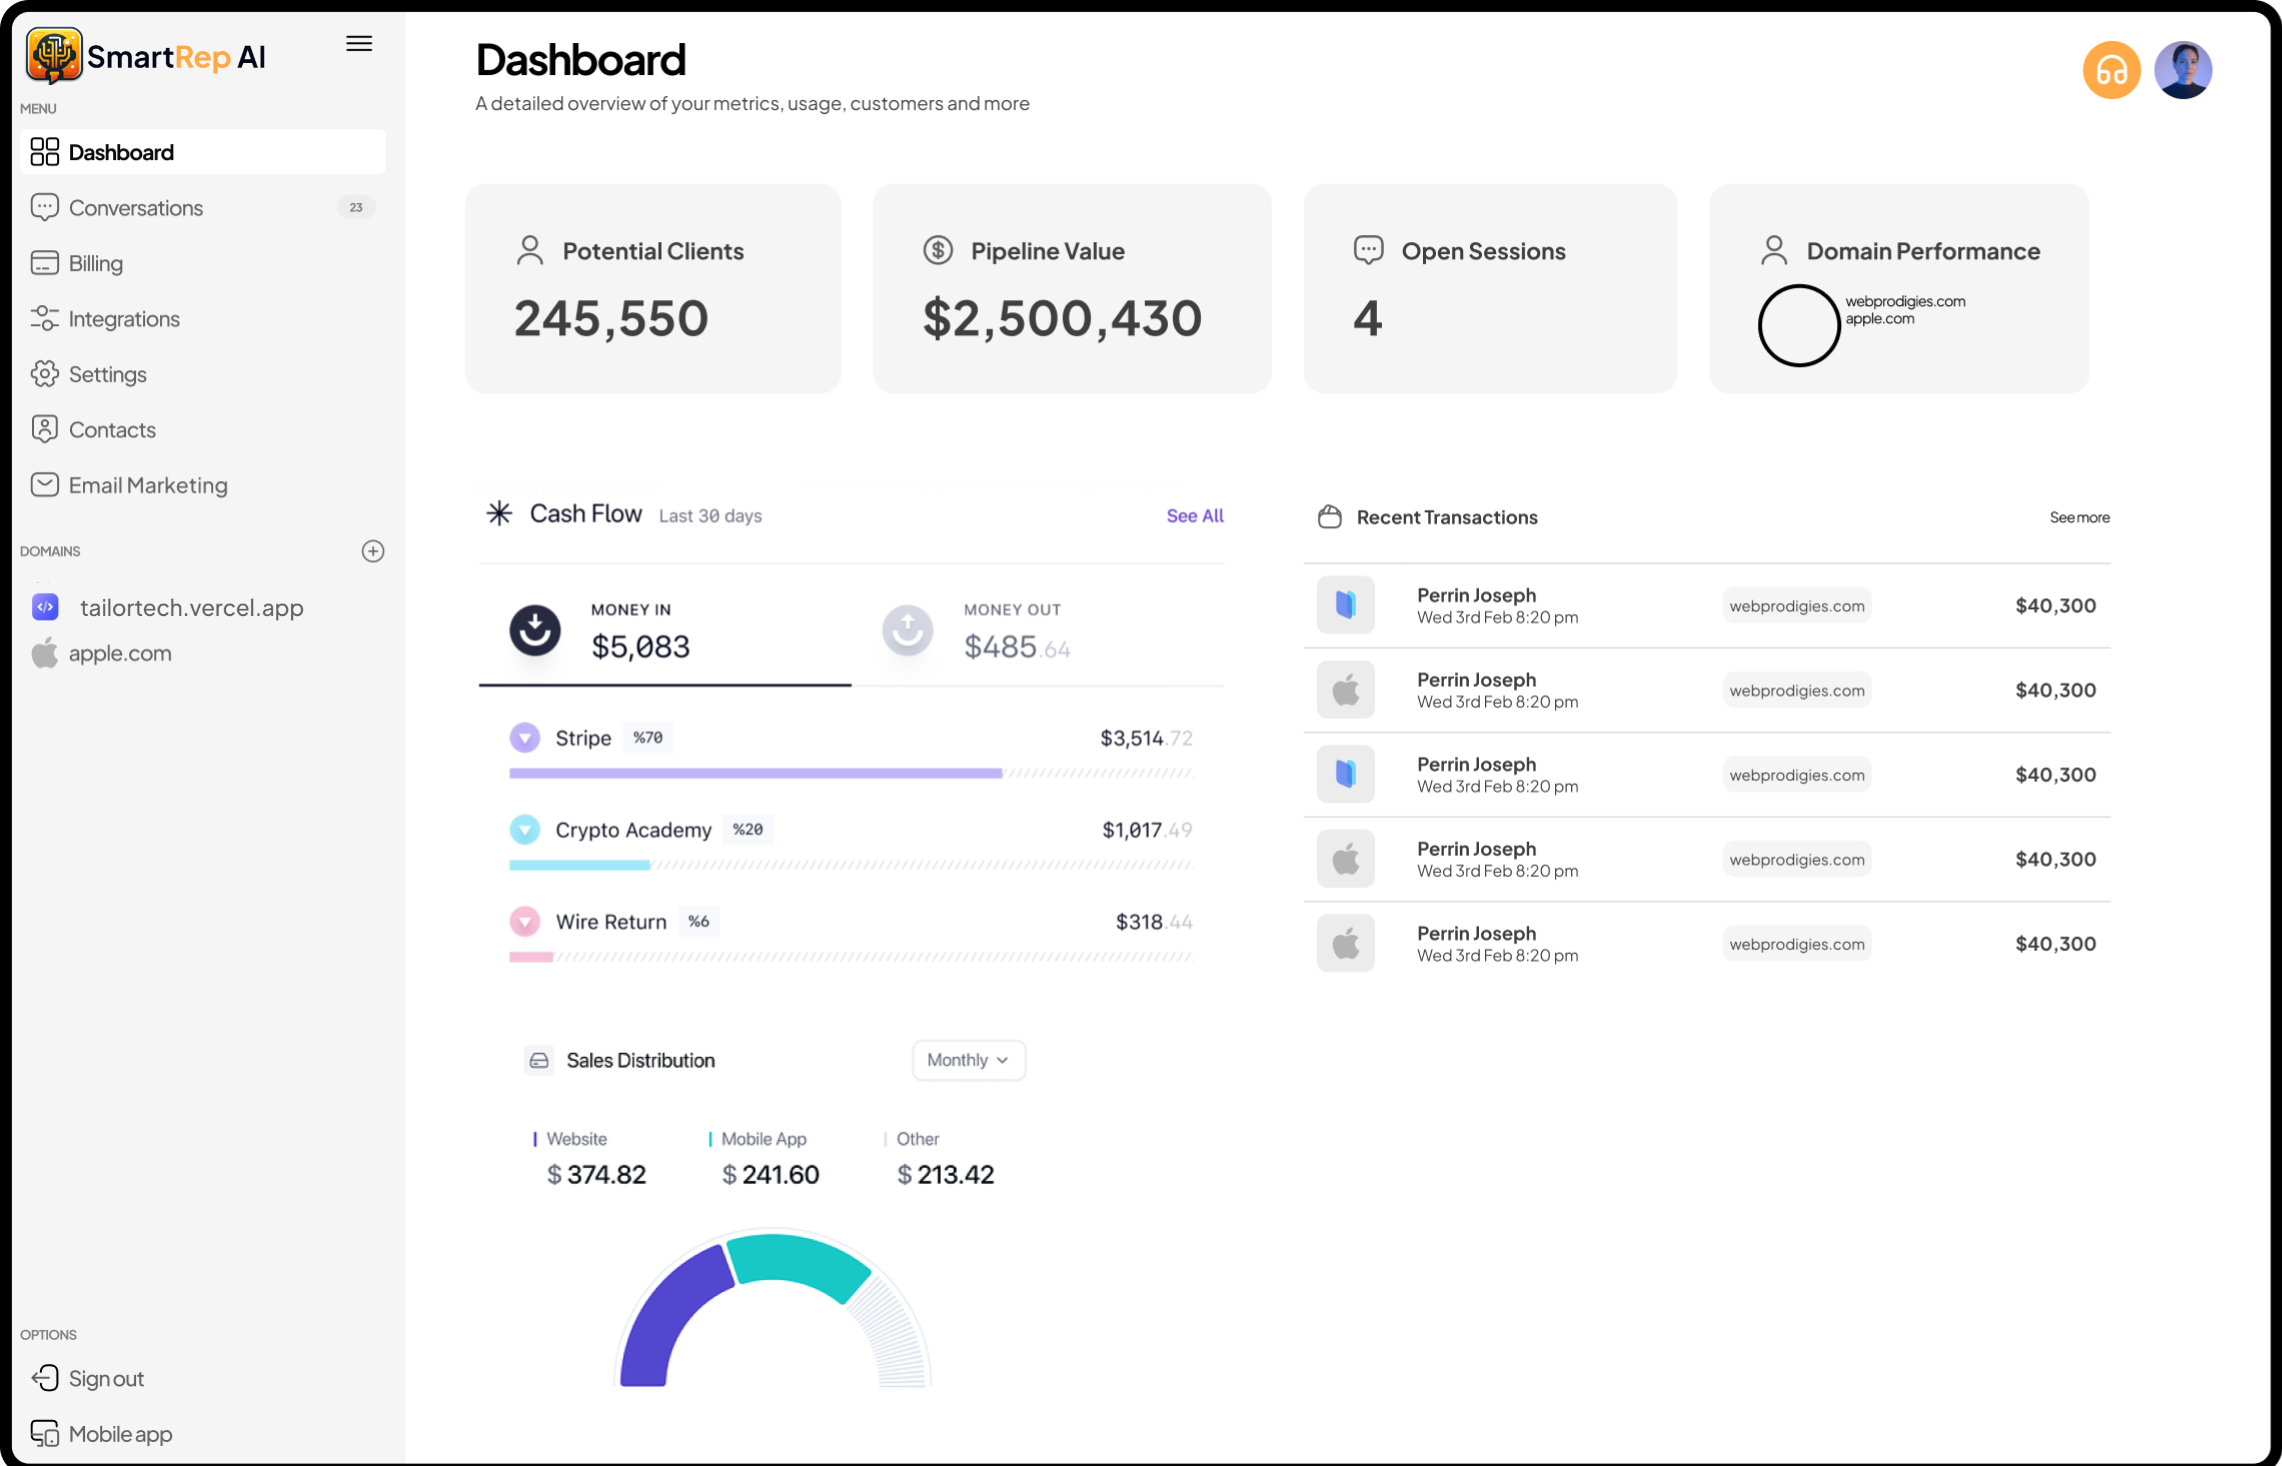 SmartRep AI
MENU
Dashboard
Conversations 23
Billing
Integrations
Settings
Contacts
Email Marketing
DOMAINS
tailortech.vercel.app
apple.com
OPTIONS
Sign out
Mobile app
Dashboard
A detailed overview of your metrics, usage, customers and more
Potential Clients
245,550
Pipeline Value
$2,500,430
Open Sessions
4
Domain Performance
webprodigies.com
apple.com
Cash Flow Last 30 days See All
MONEY IN
$5,083
MONEY OUT
$485.64
Stripe %70 $3,514.72
Crypto Academy %20 $1,017.49
Wire Return %6 $318.44
Recent Transactions See more
Perrin Joseph
Wed 3rd Feb 8:20 pm
webprodigies.com
$40,300
Perrin Joseph
Wed 3rd Feb 8:20 pm
webprodigies.com
$40,300
Perrin Joseph
Wed 3rd Feb 8:20 pm
webprodigies.com
$40,300
Perrin Joseph
Wed 3rd Feb 8:20 pm
webprodigies.com
$40,300
Perrin Joseph
Wed 3rd Feb 8:20 pm
webprodigies.com
$40,300
Sales Distribution Monthly
Website
$ 374.82
Mobile App
$ 241.60
Other
$ 213.42